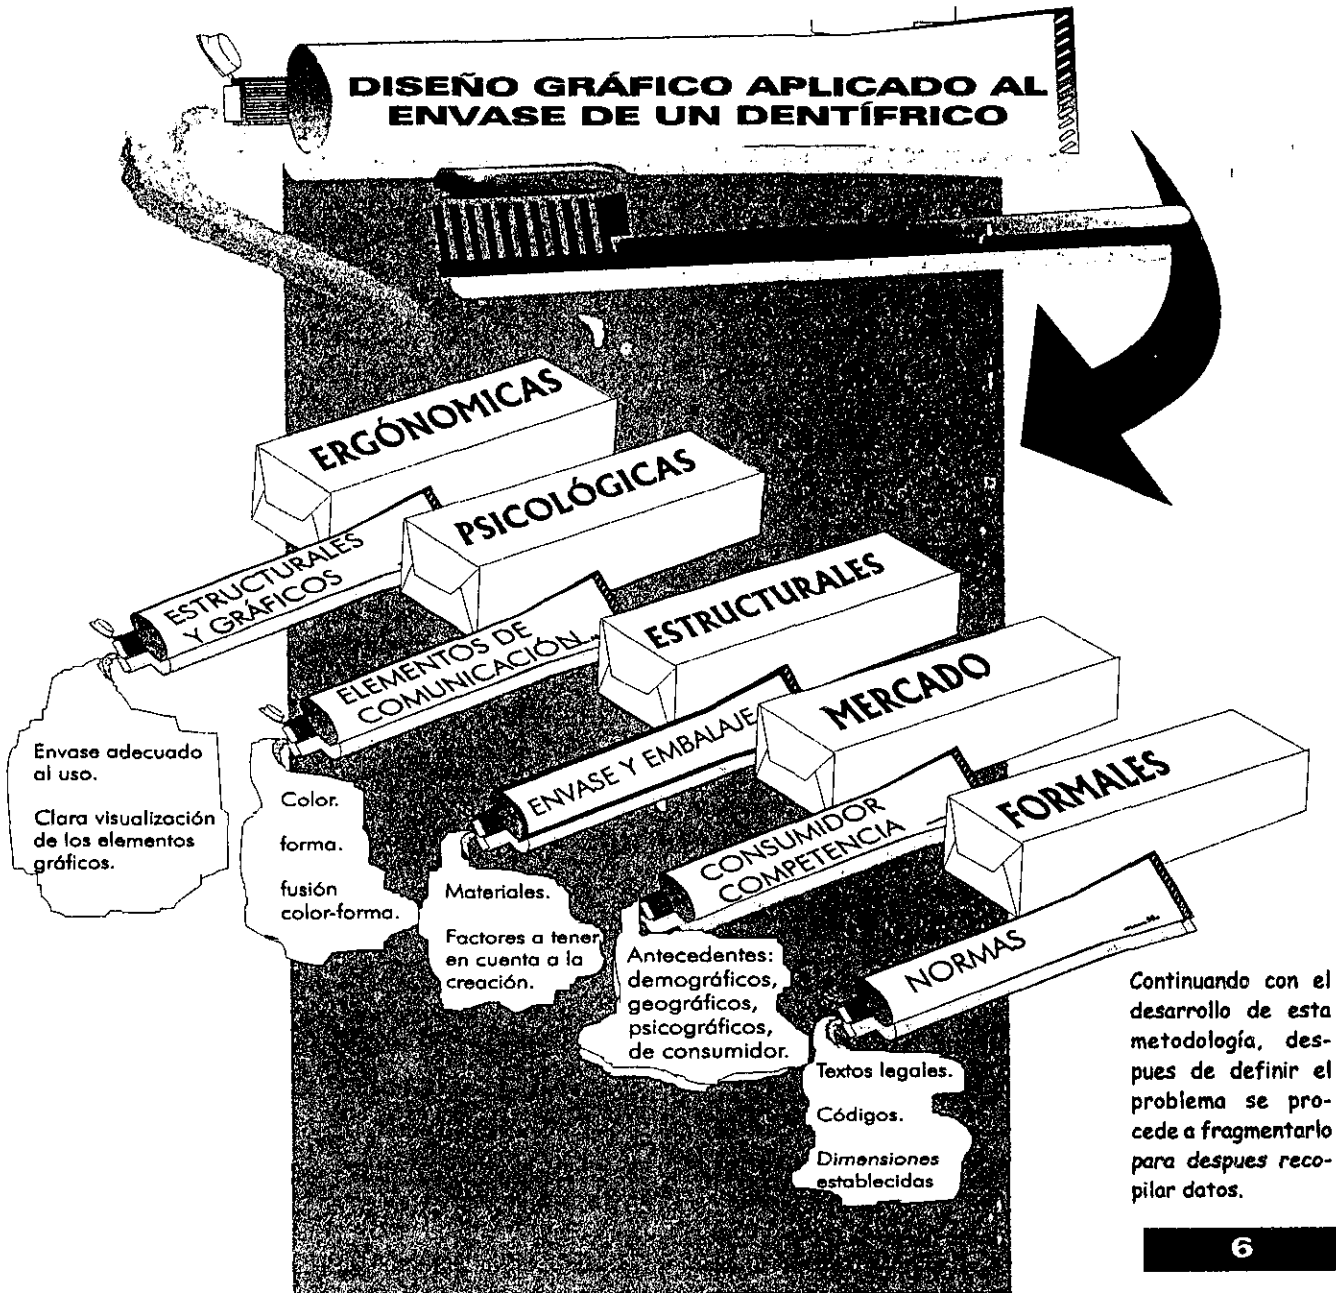 DISEÑO GRÁFICO APLICADO AL
ENVASE DE UN DENTÍFRICO
ERGÓNOMICAS
ESTRUCTURALES
Y GRÁFICOS
Envase adecuado
al uso.
Clara visualización
de los elementos
gráficos.
PSICOLÓGICAS
ELEMENTOS DE
COMUNICACIÓN
Color.
forma.
fusión
color-forma.
ESTRUCTURALES
ENVASE Y EMBALAJE
Materiales.
Factores a tener
en cuenta a la
creación.
MERCADO
CONSUMIDOR
COMPETENCIA
Antecedentes:
demográficos,
geográficos,
psicográficos,
de consumidor.
FORMALES
NORMAS
Textos legales.
Códigos.
Dimensiones
establecidas
Continuando con el
desarrollo de esta
metodología, des-
pues de definir el
problema se pro-
cede a fragmentarlo
para despues reco-
pilar datos.
6